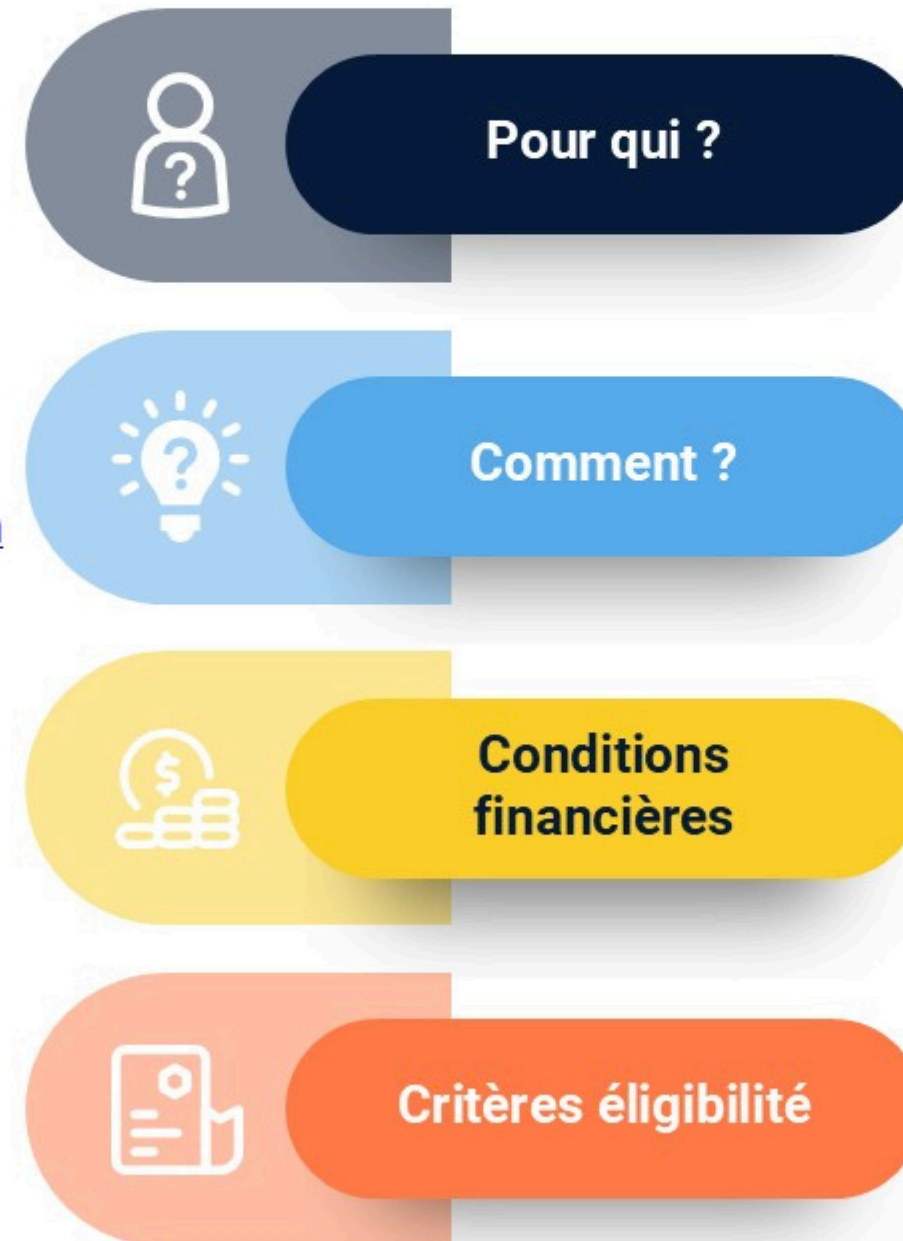 Pour qui ?
Comment ?
Conditions
financières
Critères éligibilité